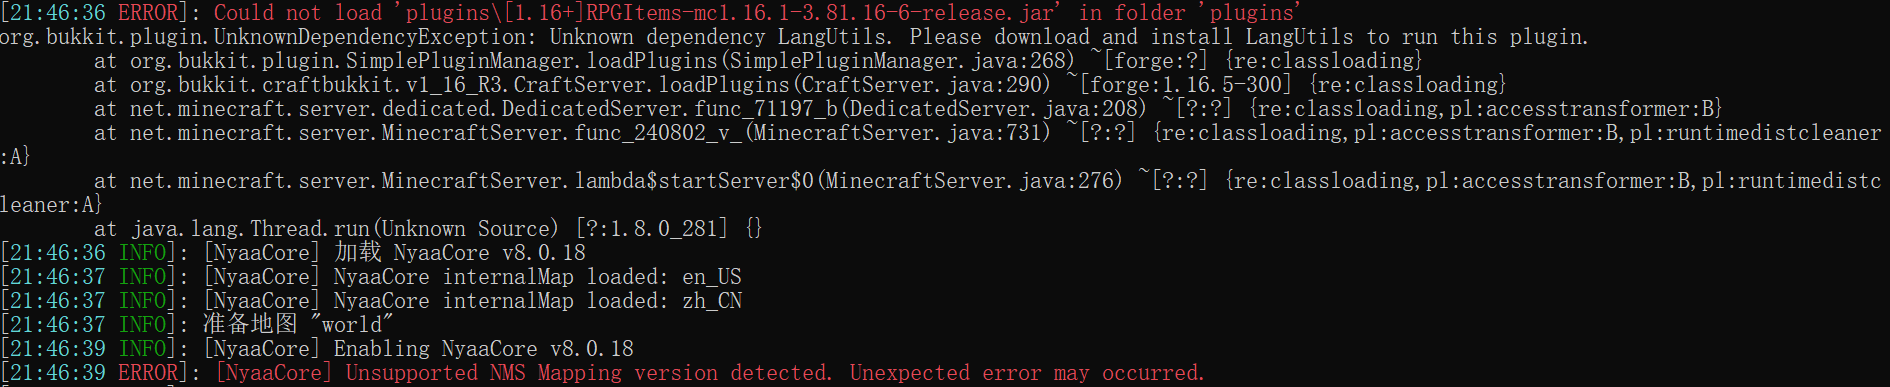 [21:46:36 ERROR]: Could not load 'plugins\[1.16+]RPGItems-mc1.16.1-3.81.16-6-release.jar' in folder 'plugins'
org.bukkit.plugin.UnknownDependencyException: Unknown dependency LangUtils. Please download and install LangUtils to run this plugin.
at org.bukkit.plugin.SimplePluginManager.loadPlugins(SimplePluginManager.java:268) ~[forge:?] {re:classloading}
at org.bukkit.craftbukkit.v1_16_R3.CraftServer.loadPlugins(CraftServer.java:290) ~[forge:1.16.5-300] {re:classloading}
at net.minecraft.server.dedicated.DedicatedServer.func_71197_b(DedicatedServer.java:208) ~[?:?] {re:classloading,pl:accesstransformer:B}
at net.minecraft.server.MinecraftServer.func_240802_v_(MinecraftServer.java:731) ~[?:?] {re:classloading,pl:accesstransformer:B,pl:runtimedistcleaner
:A}
at net.minecraft.server.MinecraftServer.lambda$startServer$0(MinecraftServer.java:276) ~[?:?] {re:classloading,pl:accesstransformer:B,pl:runtimedistc
leaner:A}
at java.lang.Thread.run(Unknown Source) [?:1.8.0_281] {}
[21:46:36 INFO]: [NyaaCore] 加载 NyaaCore v8.0.18
[21:46:37 INFO]: [NyaaCore] NyaaCore internalMap loaded: en_US
[21:46:37 INFO]: [NyaaCore] NyaaCore internalMap loaded: zh_CN
[21:46:37 INFO]: 准备地图 "world"
[21:46:39 INFO]: [NyaaCore] Enabling NyaaCore v8.0.18
[21:46:39 ERROR]: [NyaaCore] Unsupported NMS Mapping version detected. Unexpected error may occurred.